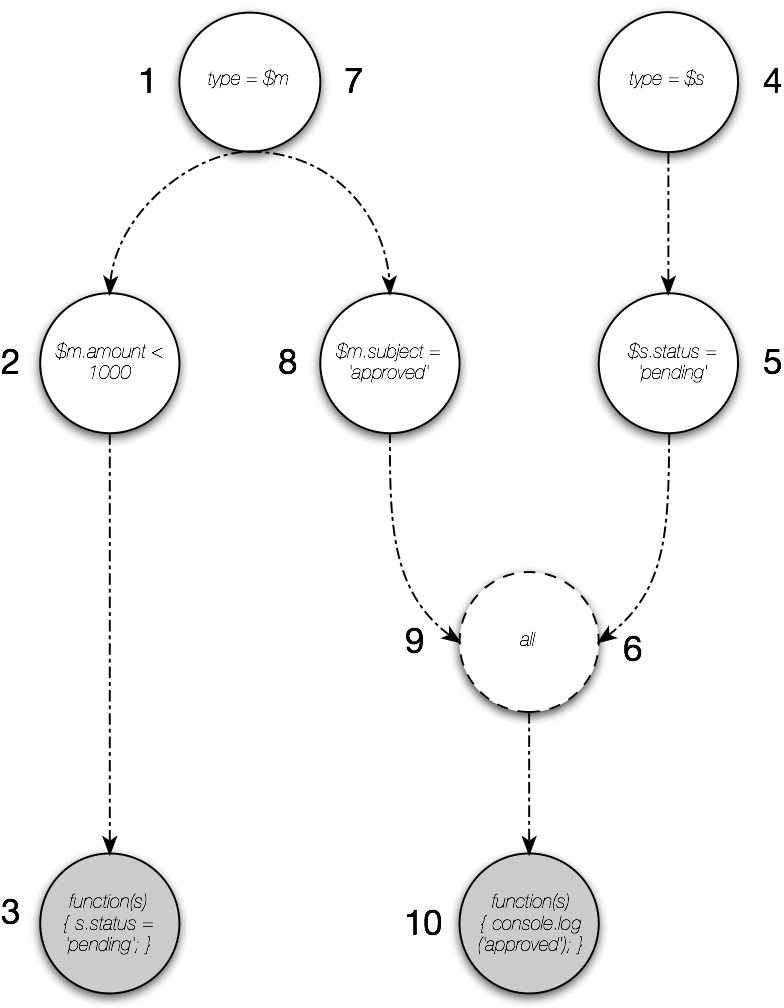 1
type = $m
7
type = $s
4
2
$m.amount <
1000
8
$m.subject =
'approved'
$s.status =
'pending'
5
9
all
6
3
function(s)
{ s.status =
'pending'; }
10
function(s)
{ console.log
('approved'); }